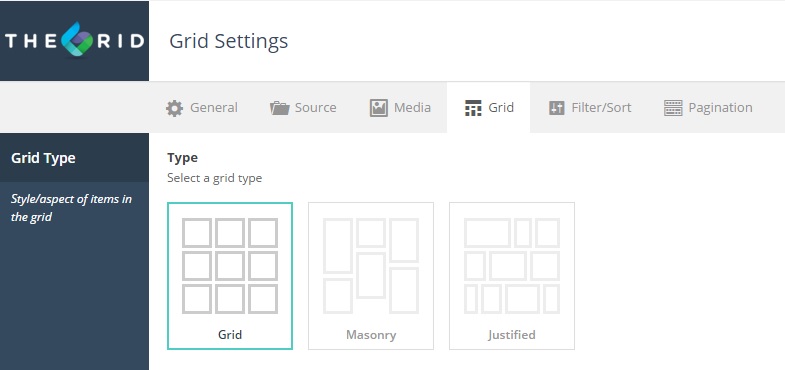 THE GRID
Grid Settings
General Source Media Grid Filter/Sort Pagination
Grid Type
Style/aspect of items in
the grid
Type
Select a grid type
Grid Masonry Justified